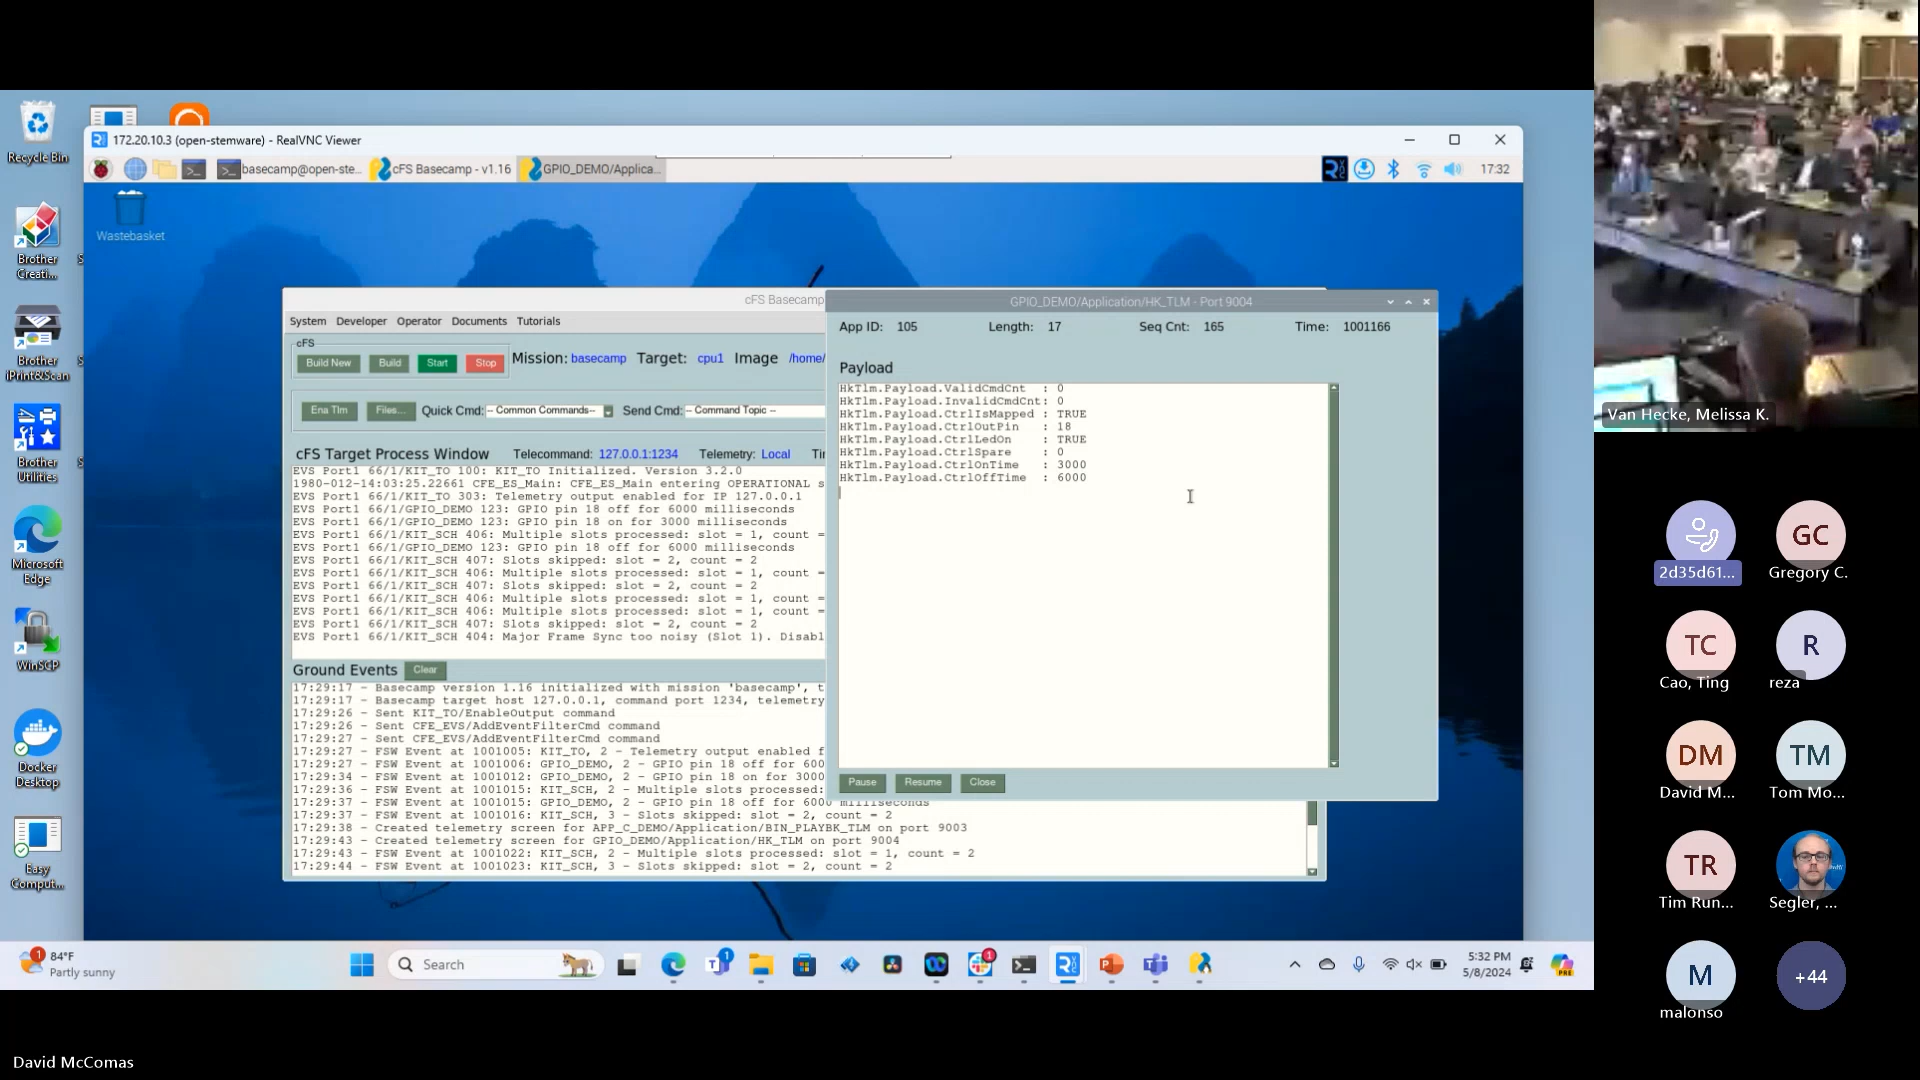 Recycle Bin
Brother
Creati...
Brother
iPrint&Scan
Brother
Utilities
Microsoft
Edge
WinSCP
Docker
Desktop
Easy
Comput...
172.20.10.3 (open-stemware) - RealVNC Viewer
basecamp@open-ste...
cFS Basecamp - v1.16
GPIO_DEMO/Applica...
17:32
Wastebasket
cFS Basecamp
System Developer Operator Documents Tutorials
cFS
Build New Build Start Stop
Mission: basecamp Target: cpu1 Image /home/
Ena Tlm Files... Quick Cmd: -- Common Commands-- Send Cmd: -- Command Topic --
cFS Target Process Window Telecommand: 127.0.0.1:1234 Telemetry: Local
EVS Port1 66/1/KIT_TO 100: KIT_TO Initialized. Version 3.2.0
1980-012-14:03:25.22661 CFE_ES_Main: CFE_ES_Main entering OPERATIONAL s
EVS Port1 66/1/KIT_TO 303: Telemetry output enabled for IP 127.0.0.1
EVS Port1 66/1/GPIO_DEMO 123: GPIO pin 18 off for 6000 milliseconds
EVS Port1 66/1/GPIO_DEMO 123: GPIO pin 18 on for 3000 milliseconds
EVS Port1 66/1/KIT_SCH 406: Multiple slots processed: slot = 1, count =
EVS Port1 66/1/GPIO_DEMO 123: GPIO pin 18 off for 6000 milliseconds
EVS Port1 66/1/KIT_SCH 407: Slots skipped: slot = 2, count = 2
EVS Port1 66/1/KIT_SCH 406: Multiple slots processed: slot = 1, count =
EVS Port1 66/1/KIT_SCH 407: Slots skipped: slot = 2, count = 2
EVS Port1 66/1/KIT_SCH 406: Multiple slots processed: slot = 1, count =
EVS Port1 66/1/KIT_SCH 406: Multiple slots processed: slot = 1, count =
EVS Port1 66/1/KIT_SCH 407: Slots skipped: slot = 2, count = 2
EVS Port1 66/1/KIT_SCH 404: Major Frame Sync too noisy (Slot 1). Disabl
Ground Events Clear
17:29:17 - Basecamp version 1.16 initialized with mission 'basecamp', t
17:29:17 - Basecamp target host 127.0.0.1, command port 1234, telemetry
17:29:26 - Sent KIT_TO/EnableOutput command
17:29:26 - Sent CFE_EVS/AddEventFilterCmd command
17:29:26 - Sent CFE_EVS/AddEventFilterCmd command
17:29:27 - FSW Event at 1001005: KIT_TO, 2 - Telemetry output enabled f
17:29:27 - FSW Event at 1001006: GPIO_DEMO, 2 - GPIO pin 18 off for 600
17:29:34 - FSW Event at 1001012: GPIO_DEMO, 2 - GPIO pin 18 on for 3000
17:29:36 - FSW Event at 1001015: KIT_SCH, 2 - Multiple slots processed:
17:29:37 - FSW Event at 1001015: GPIO_DEMO, 2 - GPIO pin 18 off for 6000 milliseconds
17:29:37 - FSW Event at 1001016: KIT_SCH, 3 - Slots skipped: slot = 2, count = 2
17:29:38 - Created telemetry screen for APP_C_DEMO/Application/BIN_PLAYBK_TLM on port 9003
17:29:43 - Created telemetry screen for GPIO_DEMO/Application/HK_TLM on port 9004
17:29:43 - FSW Event at 1001022: KIT_SCH, 2 - Multiple slots processed: slot = 1, count = 2
17:29:44 - FSW Event at 1001023: KIT_SCH, 3 - Slots skipped: slot = 2, count = 2
GPIO_DEMO/Application/HK_TLM - Port 9004
App ID: 105 Length: 17 Seq Cnt: 165 Time: 1001166
Payload
HkTlm.Payload.ValidCmdCnt : 0
HkTlm.Payload.InvalidCmdCnt: 0
HkTlm.Payload.CtrlIsMapped : TRUE
HkTlm.Payload.CtrlOutPin : 18
HkTlm.Payload.CtrlLedOn : TRUE
HkTlm.Payload.CtrlSpare : 0
HkTlm.Payload.CtrlOnTime : 3000
HkTlm.Payload.CtrlOffTime : 6000
Pause Resume Close
84°F
Partly sunny
Search
5:32 PM
5/8/2024
Van Hecke, Melissa K.
2d35d61...
GC
Gregory C.
TC
Cao, Ting
R
reza
DM
David M...
TM
Tom Mo...
TR
Tim Run...
Segler, ...
M
malonso
+44
David McComas